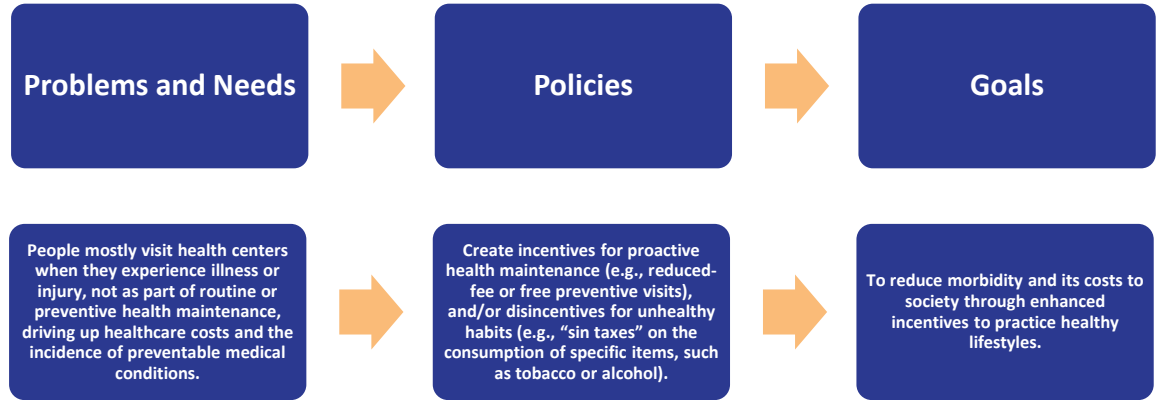 Problems and Needs
Policies
Goals
People mostly visit health centers
when they experience illness or
injury, not as part of routine or
preventive health maintenance,
driving up healthcare costs and the
incidence of preventable medical
conditions.
Create incentives for proactive
health maintenance (e.g., reduced-
fee or free preventive visits),
and/or disincentives for unhealthy
habits (e.g., “sin taxes” on the
consumption of specific items, such
as tobacco or alcohol).
To reduce morbidity and its costs to
society through enhanced
incentives to practice healthy
lifestyles.